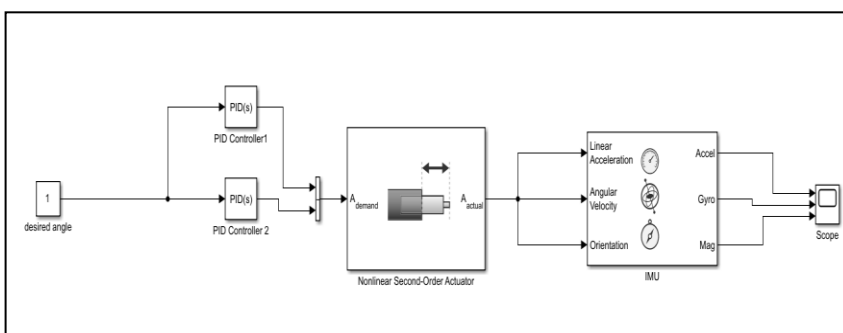 PID(s)
PID Controller1
1
desired angle
PID(s)
PID Controller 2
A demand
A actual
Nonlinear Second-Order Actuator
Linear
Acceleration
Angular
Velocity
Orientation
Accel
Gyro
Mag
IMU
Scope